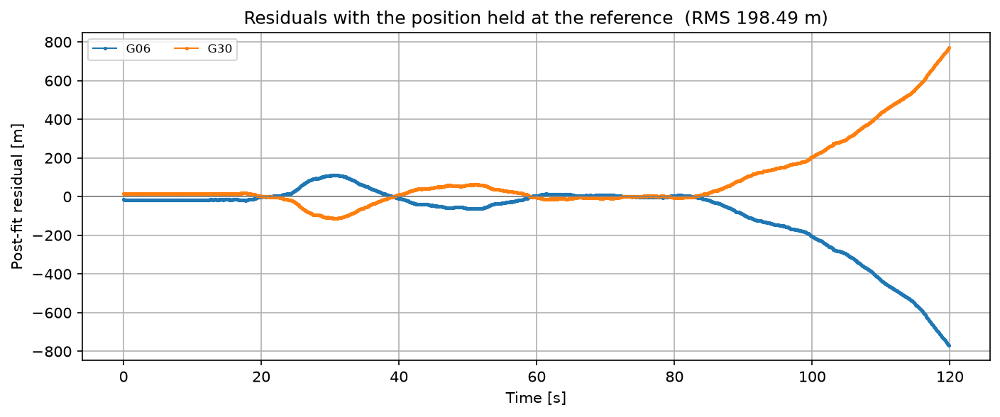 Residuals with the position held at the reference  (RMS 198.49 m)
G06 G30
Post-fit residual [m]
800
600
400
200
0
−200
−400
−600
−800
0 20 40 60 80 100 120
Time [s]